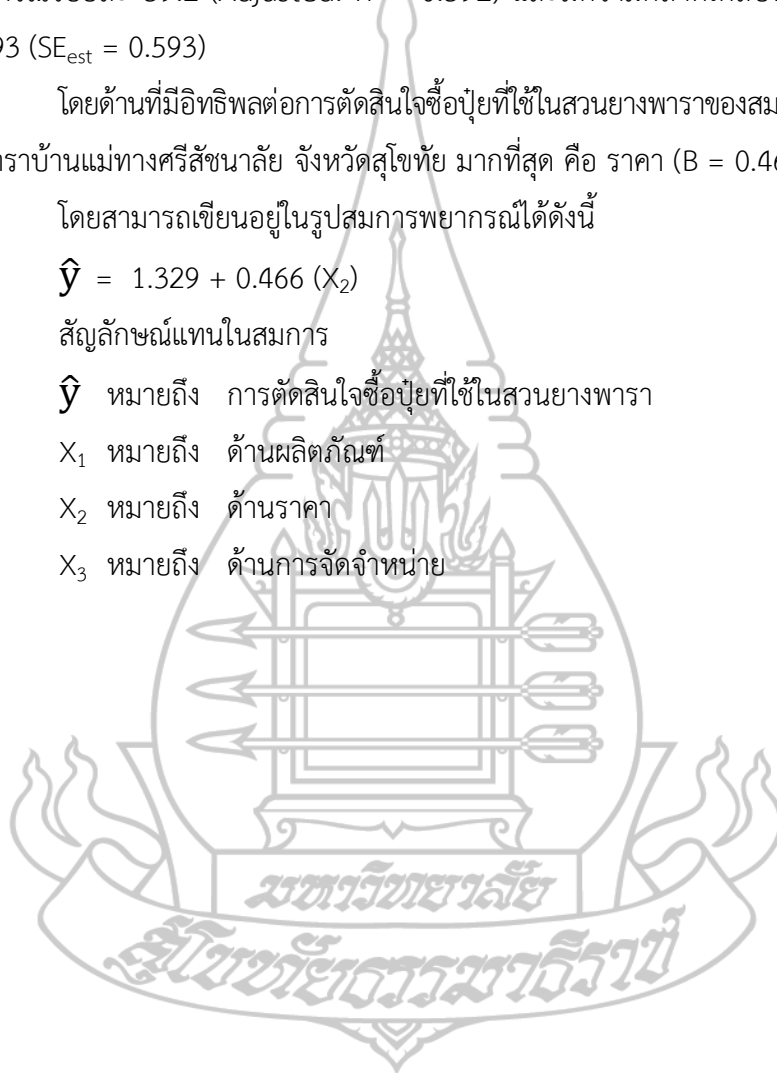 93 (SEest = 0.593)
โดยด้านที่มีอิทธิพลต่อการตัดสินใจซื้อปุ๋ยที่ใช้ในสวนยางพาราของสม
ราบ้านแม่ทางศรีสัชนาลัย จังหวัดสุโขทัย มากที่สุด คือ ราคา (B = 0.46
โดยสามารถเขียนอยู่ในรูปสมการพยากรณ์ได้ดังนี้
ŷ = 1.329 + 0.466 (X₂)
สัญลักษณ์แทนในสมการ
ŷ หมายถึง การตัดสินใจซื้อปุ๋ยที่ใช้ในสวนยางพารา
X₁ หมายถึง ด้านผลิตภัณฑ์
X₂ หมายถึง ด้านราคา
X₃ หมายถึง ด้านการจัดจำหน่าย
มหาวิทยาลัย
สุโขทัยธรรมาธิราช